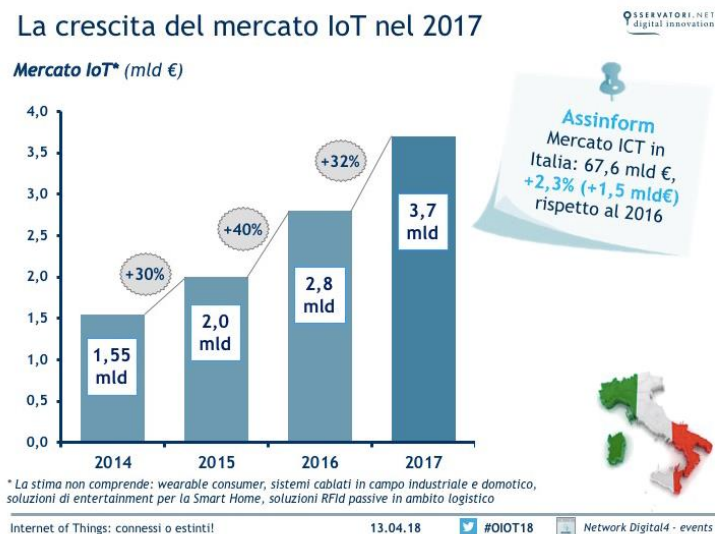 La crescita del mercato IoT nel 2017
OSSERVATORI.NET
digital innovation
Mercato IoT* (mld €)
4,0
3,5
3,0
2,5
2,0
1,5
1,0
0,5
0,0
+30%
+40%
+32%
1,55
mld
2,0
mld
2,8
mld
3,7
mld
2014
2015
2016
2017
Assinform
Mercato ICT in
Italia: 67,6 mld €,
+2,3% (+1,5 mld€)
rispetto al 2016
* La stima non comprende: wearable consumer, sistemi cablati in campo industriale e domotico,
soluzioni di entertainment per la Smart Home, soluzioni RFId passive in ambito logistico
Internet of Things: connessi o estinti!
13.04.18
#OIOT18
Network Digital4 - events